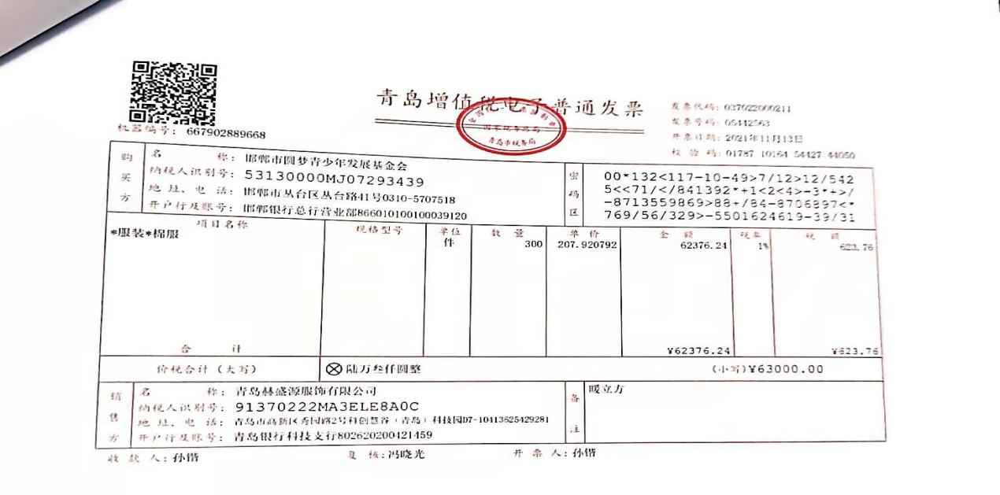 青岛增值税电子普通发票
国家税务总局
青岛市税务局
机器编号: 667902889668
发票代码: 037022000211
发票号码: 05442563
开票日期: 2021年11月13日
校 验 码: 01787 10164 54427 44050
购买方
名 称: 邯郸市圆梦青少年发展基金会
纳税人识别号: 53130000MJ07293439
地 址、电 话: 邯郸市丛台区丛台路41号0310-5707518
开户行及账号: 邯郸银行总行营业部866010100100039120
密码区
00*132<117-10-49>7/12>12/542
5<<71/</841392*+1<2<4>-3*+>/
-8713559869>88+/84-8706897<*
769/56/329>-5501624619-39/31
项目名称 规格型号 单位 数 量 单 价 金 额 税率 税 额
*服装*棉服 件 300 207.920792 62376.24 1% 623.76
合 计 ¥62376.24 ¥623.76
价税合计（大写） ⊗陆万叁仟圆整 (小写)¥63000.00
销售方
名 称: 青岛赫盛源服饰有限公司
纳税人识别号: 91370222MA3ELE8A0C
地 址、电 话: 青岛市高新区秀园路2号科创慧谷（青岛）科技园D7-10413625429281
开户行及账号: 青岛银行科技支行802620200421459
备注
暖立方
收 款 人: 孙锴 复 核: 冯晓光 开 票 人: 孙锴